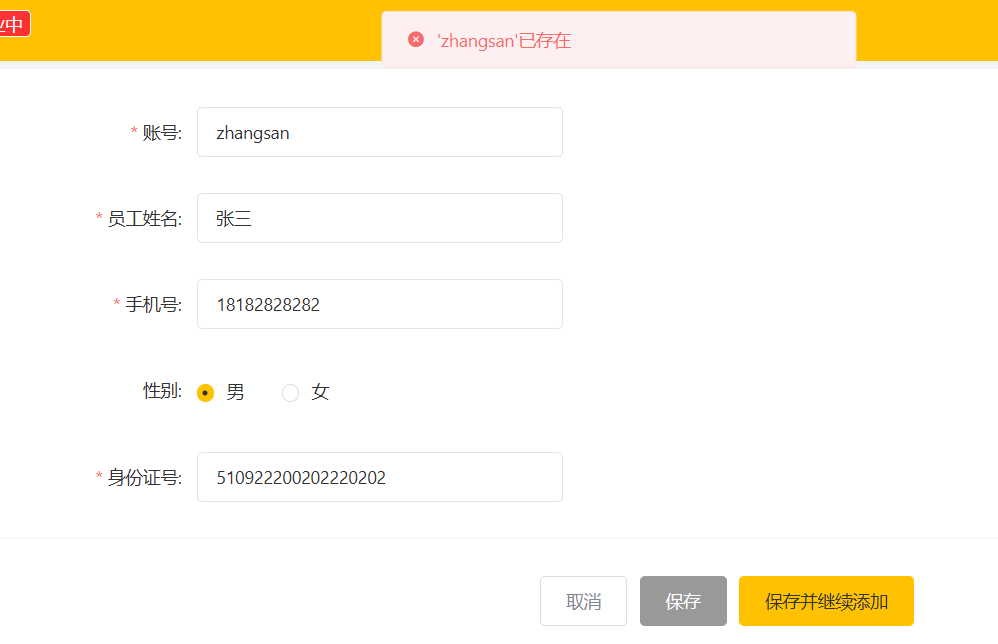 中
'zhangsan'已存在
* 账号: zhangsan
* 员工姓名: 张三
* 手机号: 18182828282
性别: 男 女
* 身份证号: 510922200202220202
取消 保存 保存并继续添加